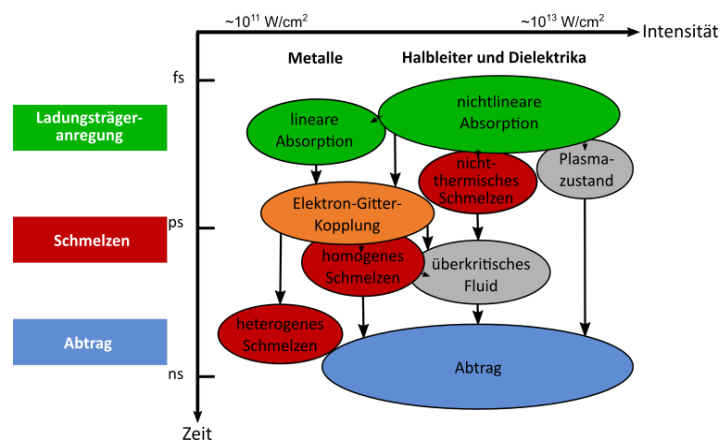 ~10¹¹ W/cm²
~10¹³ W/cm²
Intensität
Metalle
Halbleiter und Dielektrika
fs
Ladungsträger-
anregung
lineare
Absorption
nichtlineare
Absorption
nicht-
thermisches
Schmelzen
Plasma-
zustand
Elektron-Gitter-
Kopplung
ps
Schmelzen
homogenes
Schmelzen
überkritisches
Fluid
heterogenes
Schmelzen
Abtrag
Abtrag
ns
Zeit